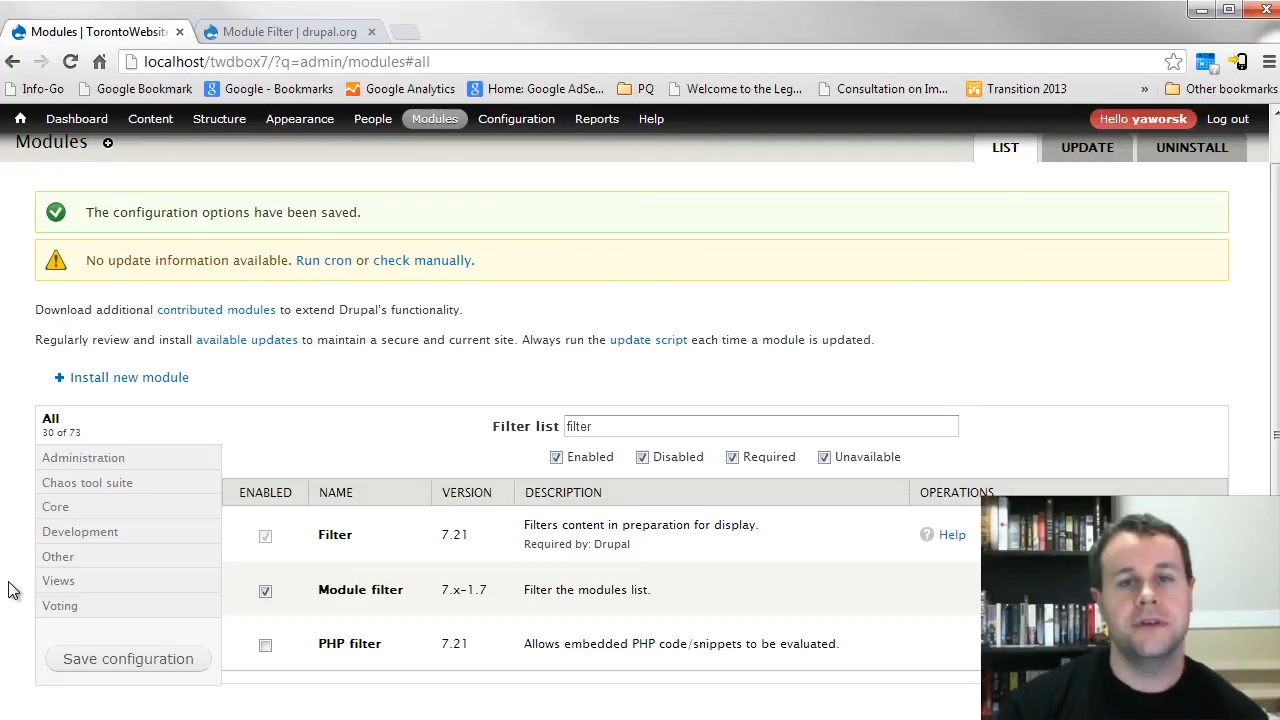 Modules | TorontoWebsit
Module Filter | drupal.org
localhost/twdbox7/?q=admin/modules#all
Info-Go Google Bookmark Google Bookmarks Google Analytics Home: Google AdSe... PQ Welcome to the Leg... Consultation on Im... Transition 2013 » Other bookmarks
Dashboard Content Structure Appearance People Modules Configuration Reports Help Hello yaworsk Log out
Modules
LIST UPDATE UNINSTALL
The configuration options have been saved.
No update information available. Run cron or check manually.
Download additional contributed modules to extend Drupal's functionality.
Regularly review and install available updates to maintain a secure and current site. Always run the update script each time a module is updated.
+ Install new module
All
30 of 73
Administration
Chaos tool suite
Core
Development
Other
Views
Voting
Save configuration
Filter list filter
Enabled Disabled Required Unavailable
ENABLED NAME VERSION DESCRIPTION OPERATIONS
Filter 7.21 Filters content in preparation for display. Help
Required by: Drupal
Module filter 7.x-1.7 Filter the modules list.
PHP filter 7.21 Allows embedded PHP code/snippets to be evaluated.